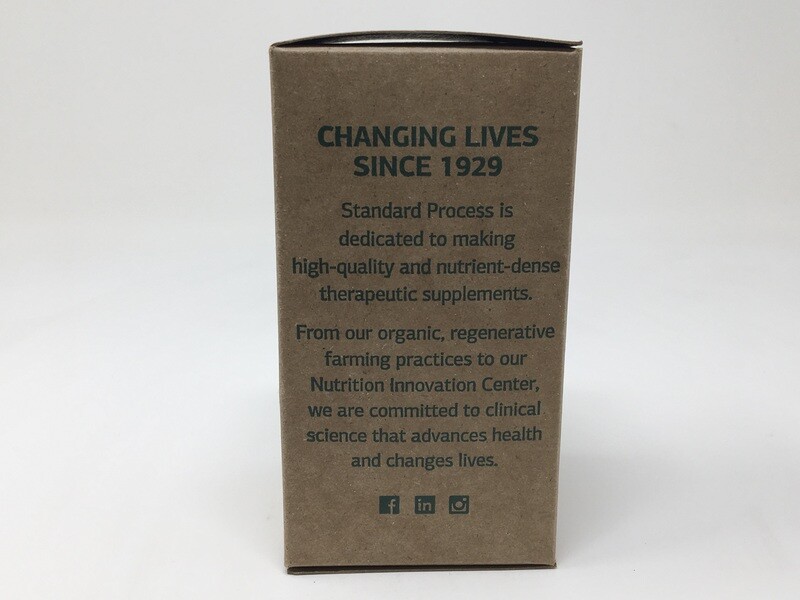 CHANGING LIVES
SINCE 1929
Standard Process is
dedicated to making
high-quality and nutrient-dense
therapeutic supplements.
From our organic, regenerative
farming practices to our
Nutrition Innovation Center,
we are committed to clinical
science that advances health
and changes lives.
f in